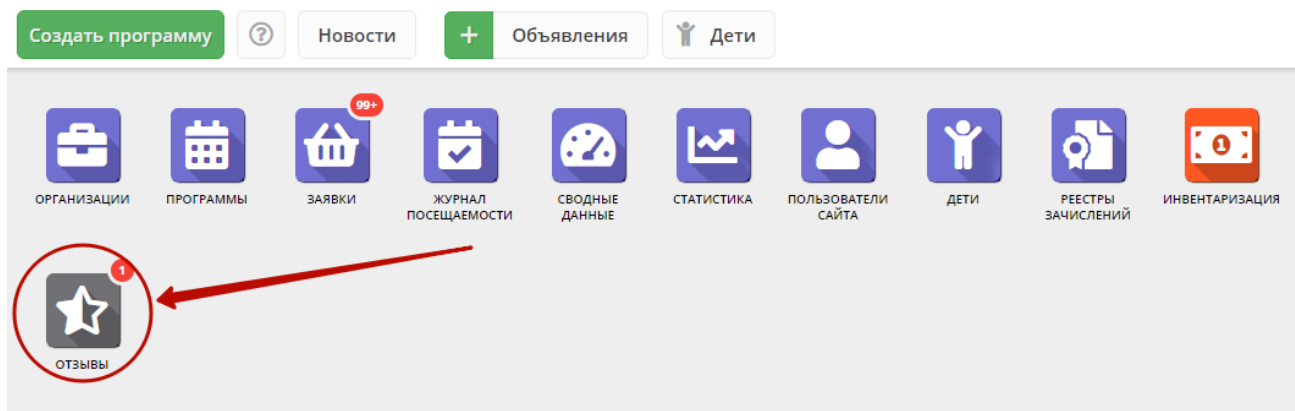 Создать программу
?
Новости
+ Объявления
Дети
99+
ОРГАНИЗАЦИИ
ПРОГРАММЫ
ЗАЯВКИ
ЖУРНАЛ
ПОСЕЩАЕМОСТИ
СВОДНЫЕ
ДАННЫЕ
СТАТИСТИКА
ПОЛЬЗОВАТЕЛИ
САЙТА
ДЕТИ
РЕЕСТРЫ
ЗАЧИСЛЕНИЙ
1
ИНВЕНТАРИЗАЦИЯ
1
ОТЗЫВЫ